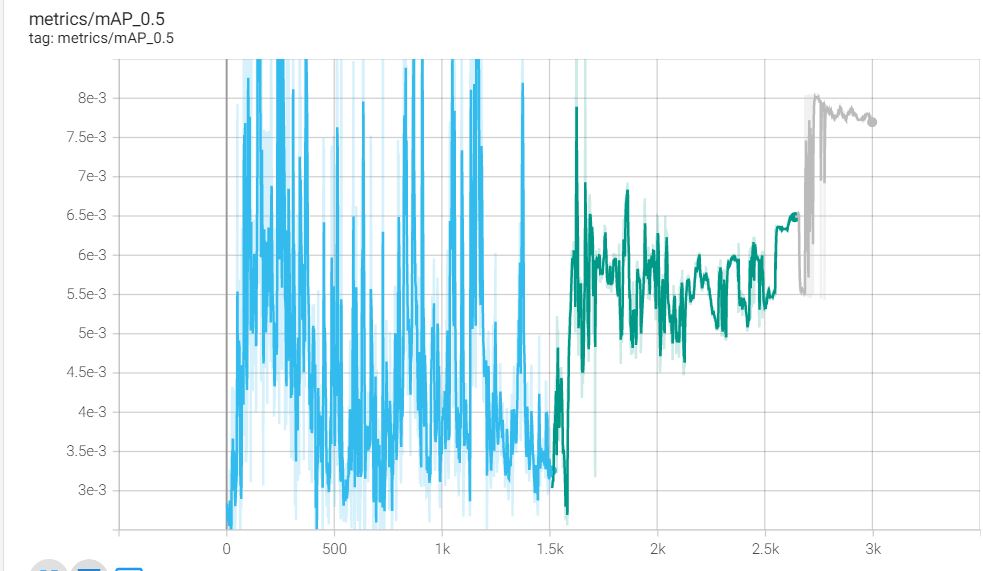 metrics/mAP_0.5
tag: metrics/mAP_0.5
8e-3
7.5e-3
7e-3
6.5e-3
6e-3
5.5e-3
5e-3
4.5e-3
4e-3
3.5e-3
3e-3
0 500 1k 1.5k 2k 2.5k 3k